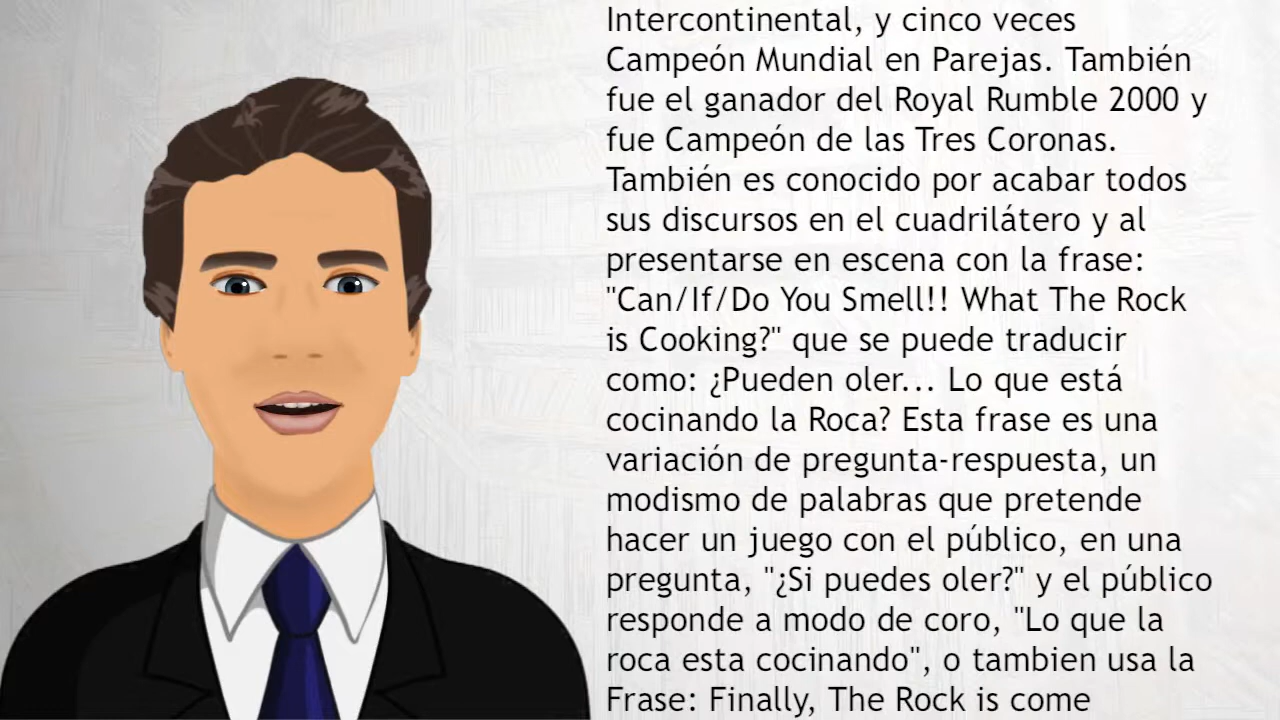 Intercontinental, y cinco veces
Campeón Mundial en Parejas. También
fue el ganador del Royal Rumble 2000 y
fue Campeón de las Tres Coronas.
También es conocido por acabar todos
sus discursos en el cuadrilátero y al
presentarse en escena con la frase:
"Can/If/Do You Smell!! What The Rock
is Cooking?" que se puede traducir
como: ¿Pueden oler... Lo que está
cocinando la Roca? Esta frase es una
variación de pregunta-respuesta, un
modismo de palabras que pretende
hacer un juego con el público, en una
pregunta, "¿Si puedes oler?" y el público
responde a modo de coro, "Lo que la
roca esta cocinando", o tambien usa la
Frase: Finally, The Rock is come